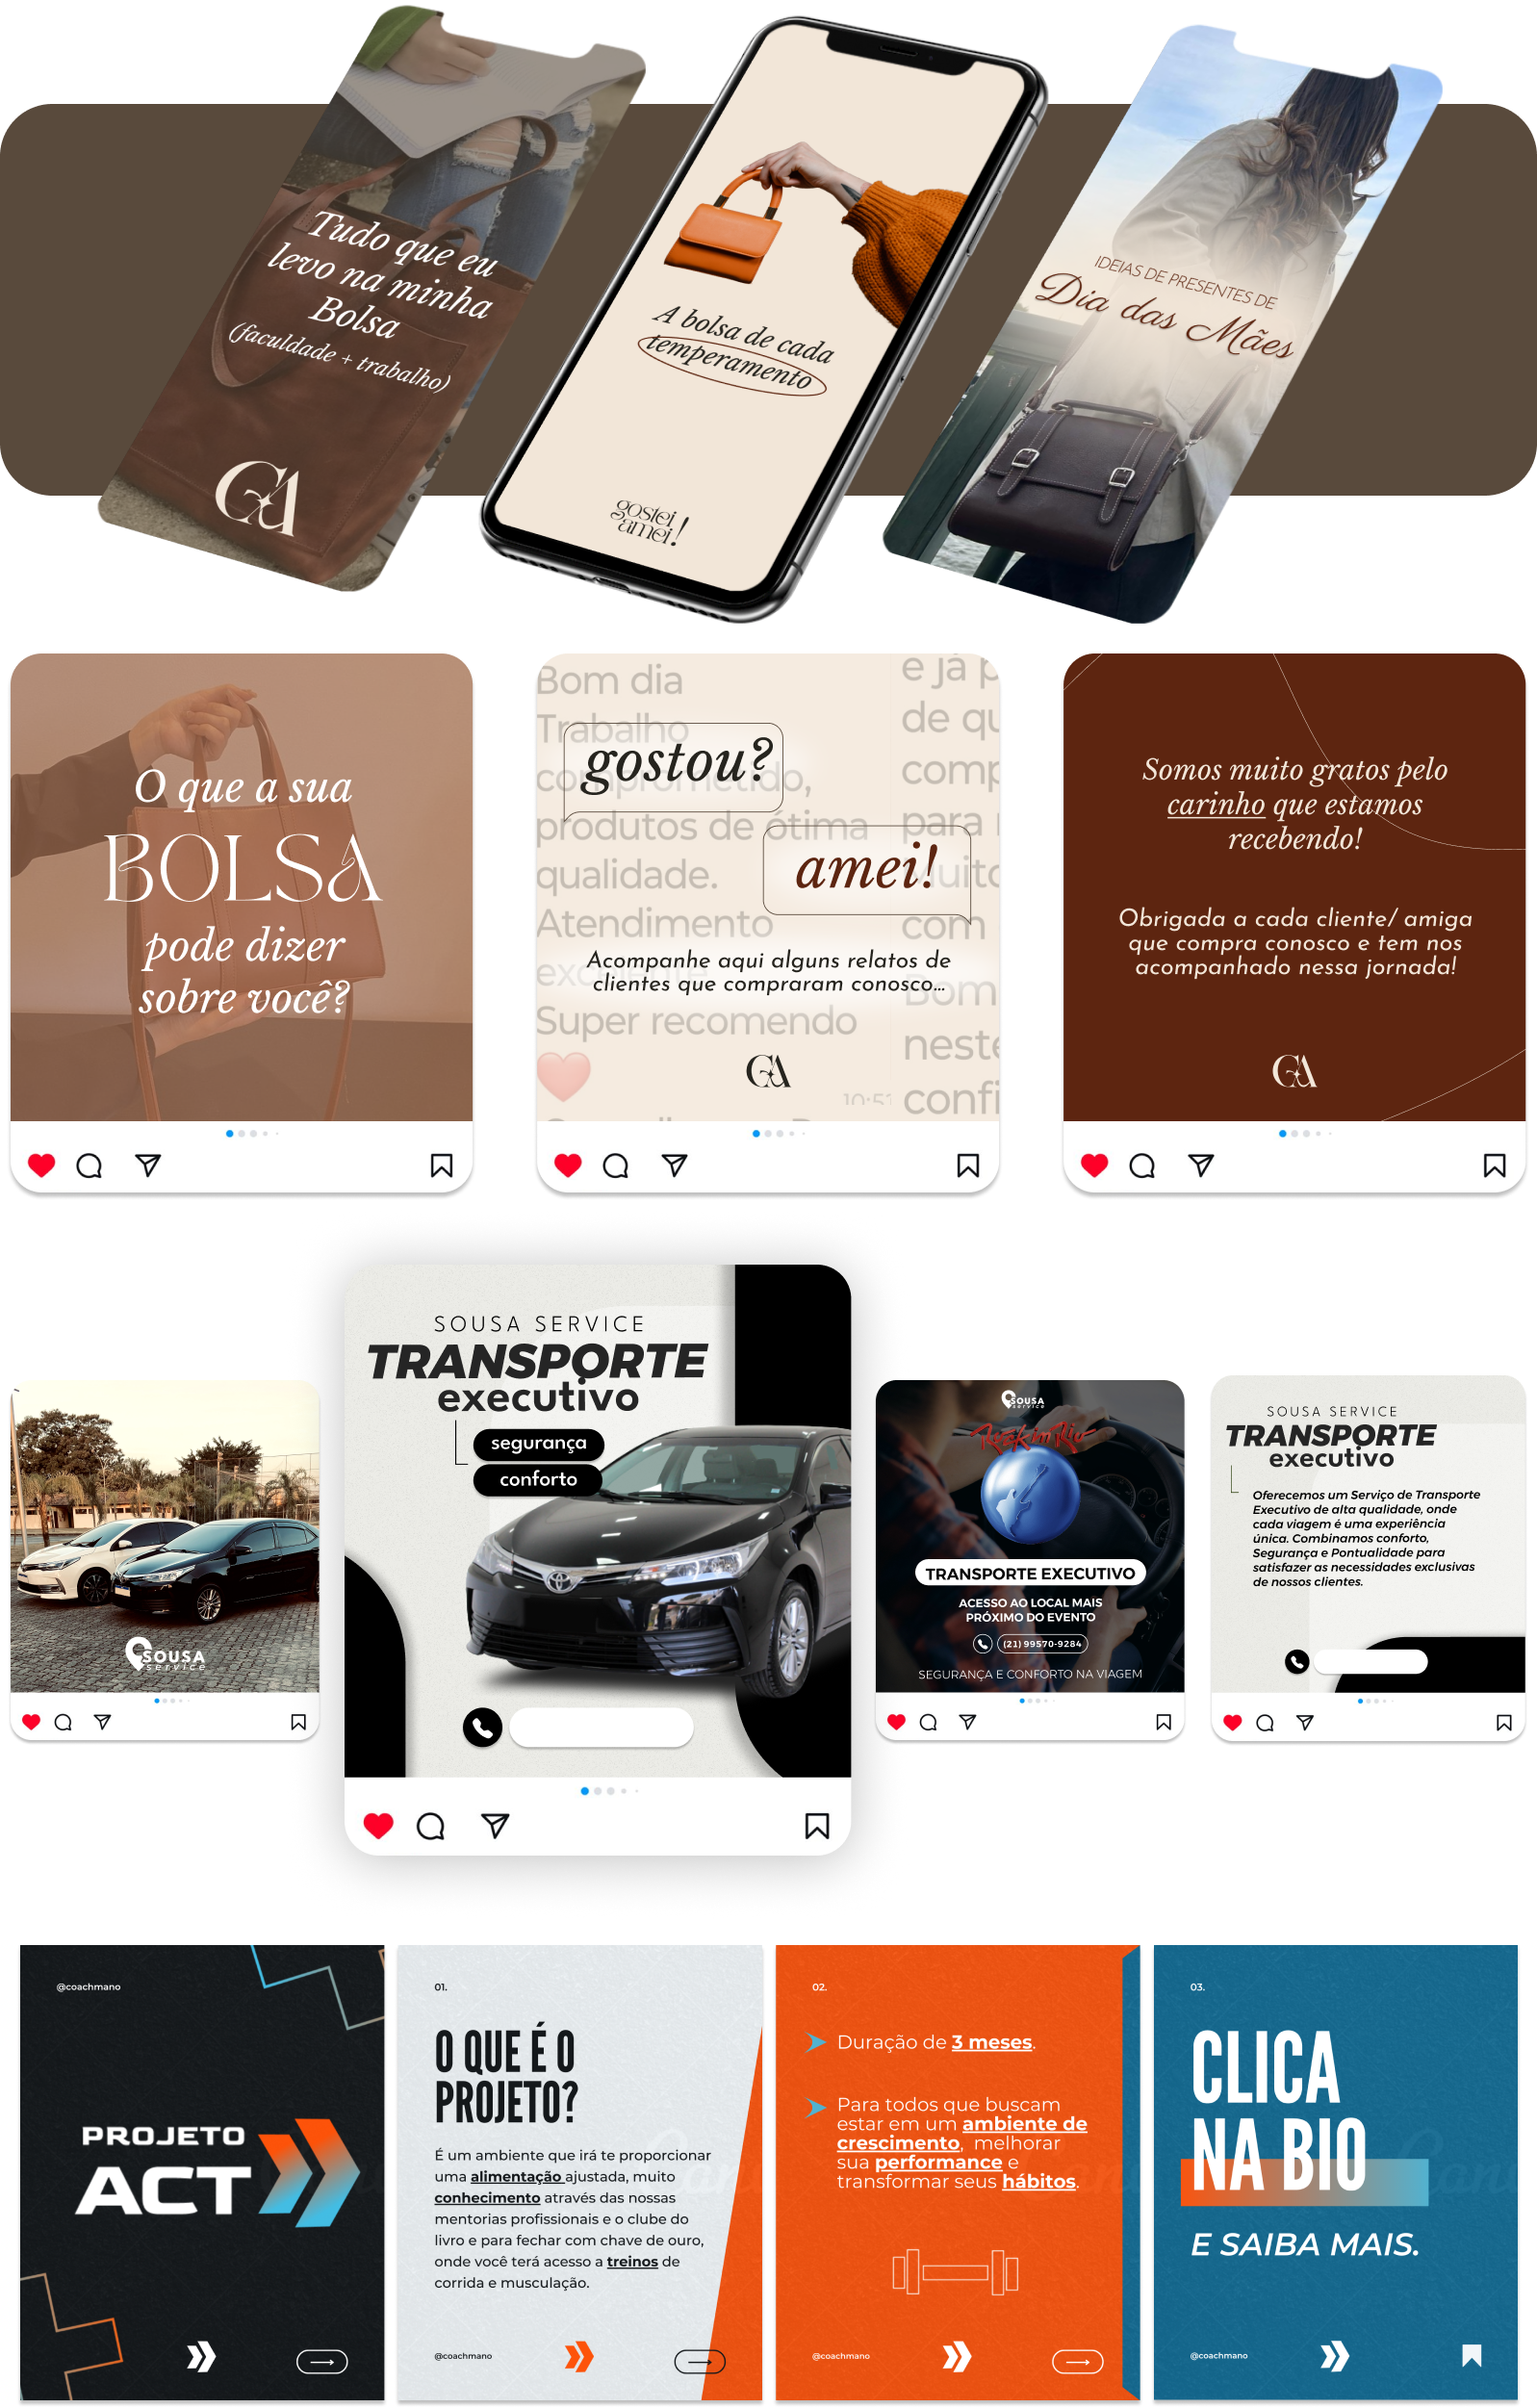 Tudo que eu
levo na minha
Bolsa
(faculdade + trabalho)
GA
A bolsa de cada
temperamento
gostei
amei!
IDEIAS DE PRESENTES DE
Dia das Mães
O que a sua
BOLSA
pode dizer
sobre você?
Bom dia
Trabalho
comprometido,
produtos de ótima
qualidade.
Atendimento
Super recomendo
10:51
e já p
de qu
comp
para
com
Bom
neste
confi
gostou?
amei!
Acompanhe aqui alguns relatos de
clientes que compraram conosco...
GA
Somos muito gratos pelo
carinho que estamos
recebendo!
Obrigada a cada cliente/ amiga
que compra conosco e tem nos
acompanhado nessa jornada!
GA
SOUSA
service
SOUSA SERVICE
TRANSPORTE
executivo
segurança
conforto
SOUSA
service
Rock in Rio
TRANSPORTE EXECUTIVO
ACESSO AO LOCAL MAIS
PRÓXIMO DO EVENTO
(21) 99570-9284
SEGURANÇA E CONFORTO NA VIAGEM
SOUSA SERVICE
TRANSPORTE
executivo
Oferecemos um Serviço de Transporte
Executivo de alta qualidade, onde
cada viagem é uma experiência
única. Combinamos conforto,
Segurança e Pontualidade para
satisfazer as necessidades exclusivas
de nossos clientes.
@coachmano
PROJETO
ACT
01.
O QUE É O
PROJETO?
É um ambiente que irá te proporcionar
uma alimentação ajustada, muito
conhecimento através das nossas
mentorias profissionais e o clube do
livro e para fechar com chave de ouro,
onde você terá acesso a treinos de
corrida e musculação.
@coachmano
02.
Duração de 3 meses.
Para todos que buscam
estar em um ambiente de
crescimento, melhorar
sua performance e
transformar seus hábitos.
@coachmano
03.
CLICA
NA BIO
E SAIBA MAIS.
@coachmano